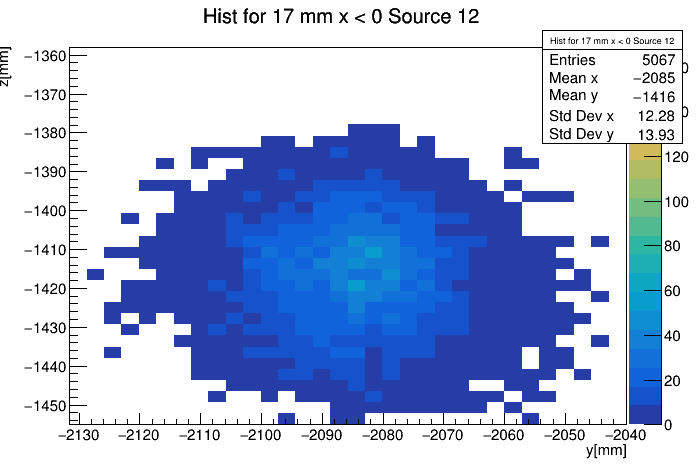 Hist for 17 mm x < 0 Source 12
z[mm]
Hist for 17 mm x < 0 Source 12
Entries 5067
Mean x −2085
Mean y −1416
Std Dev x 12.28
Std Dev y 13.93
−1360
−1370
−1380
−1390
−1400
−1410
−1420
−1430
−1440
−1450
120
100
80
60
40
20
0
−2130 −2120 −2110 −2100 −2090 −2080 −2070 −2060 −2050 −2040
y[mm]